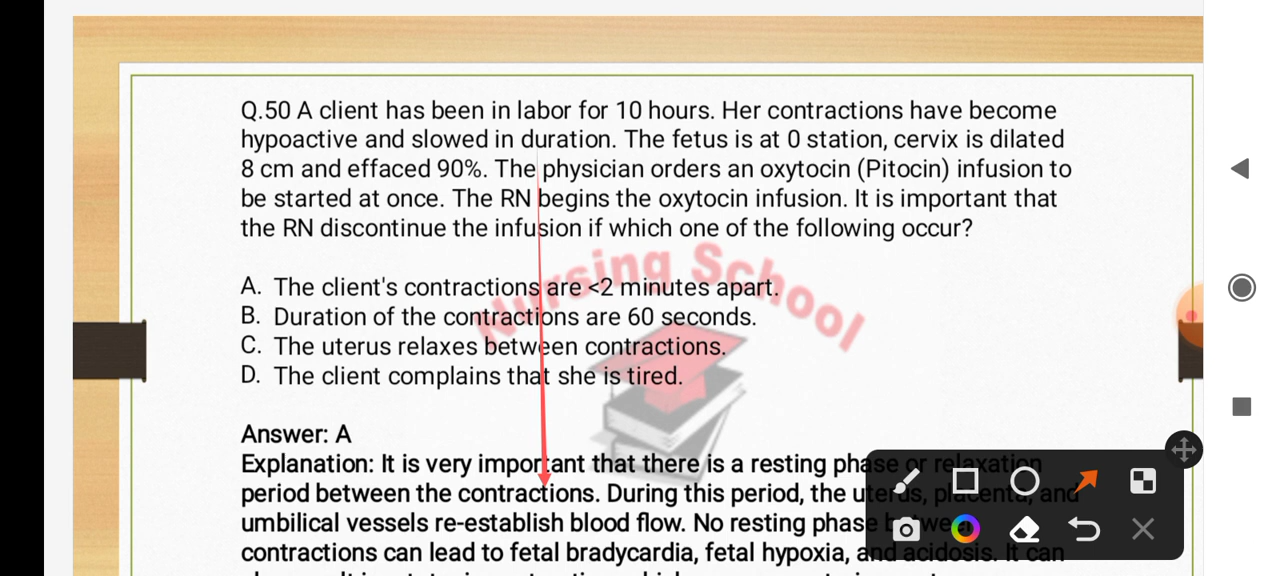 Q.50 A client has been in labor for 10 hours. Her contractions have become
hypoactive and slowed in duration. The fetus is at 0 station, cervix is dilated
8 cm and effaced 90%. The physician orders an oxytocin (Pitocin) infusion to
be started at once. The RN begins the oxytocin infusion. It is important that
the RN discontinue the infusion if which one of the following occur?
Nursing School
A. The client's contractions are <2 minutes apart.
B. Duration of the contractions are 60 seconds.
C. The uterus relaxes between contractions.
D. The client complains that she is tired.
Answer: A
Explanation: It is very important that there is a resting phase or relaxation
period between the contractions. During this period, the uterus, placenta, and
umbilical vessels re-establish blood flow. No resting phase between
contractions can lead to fetal bradycardia, fetal hypoxia, and acidosis. It can